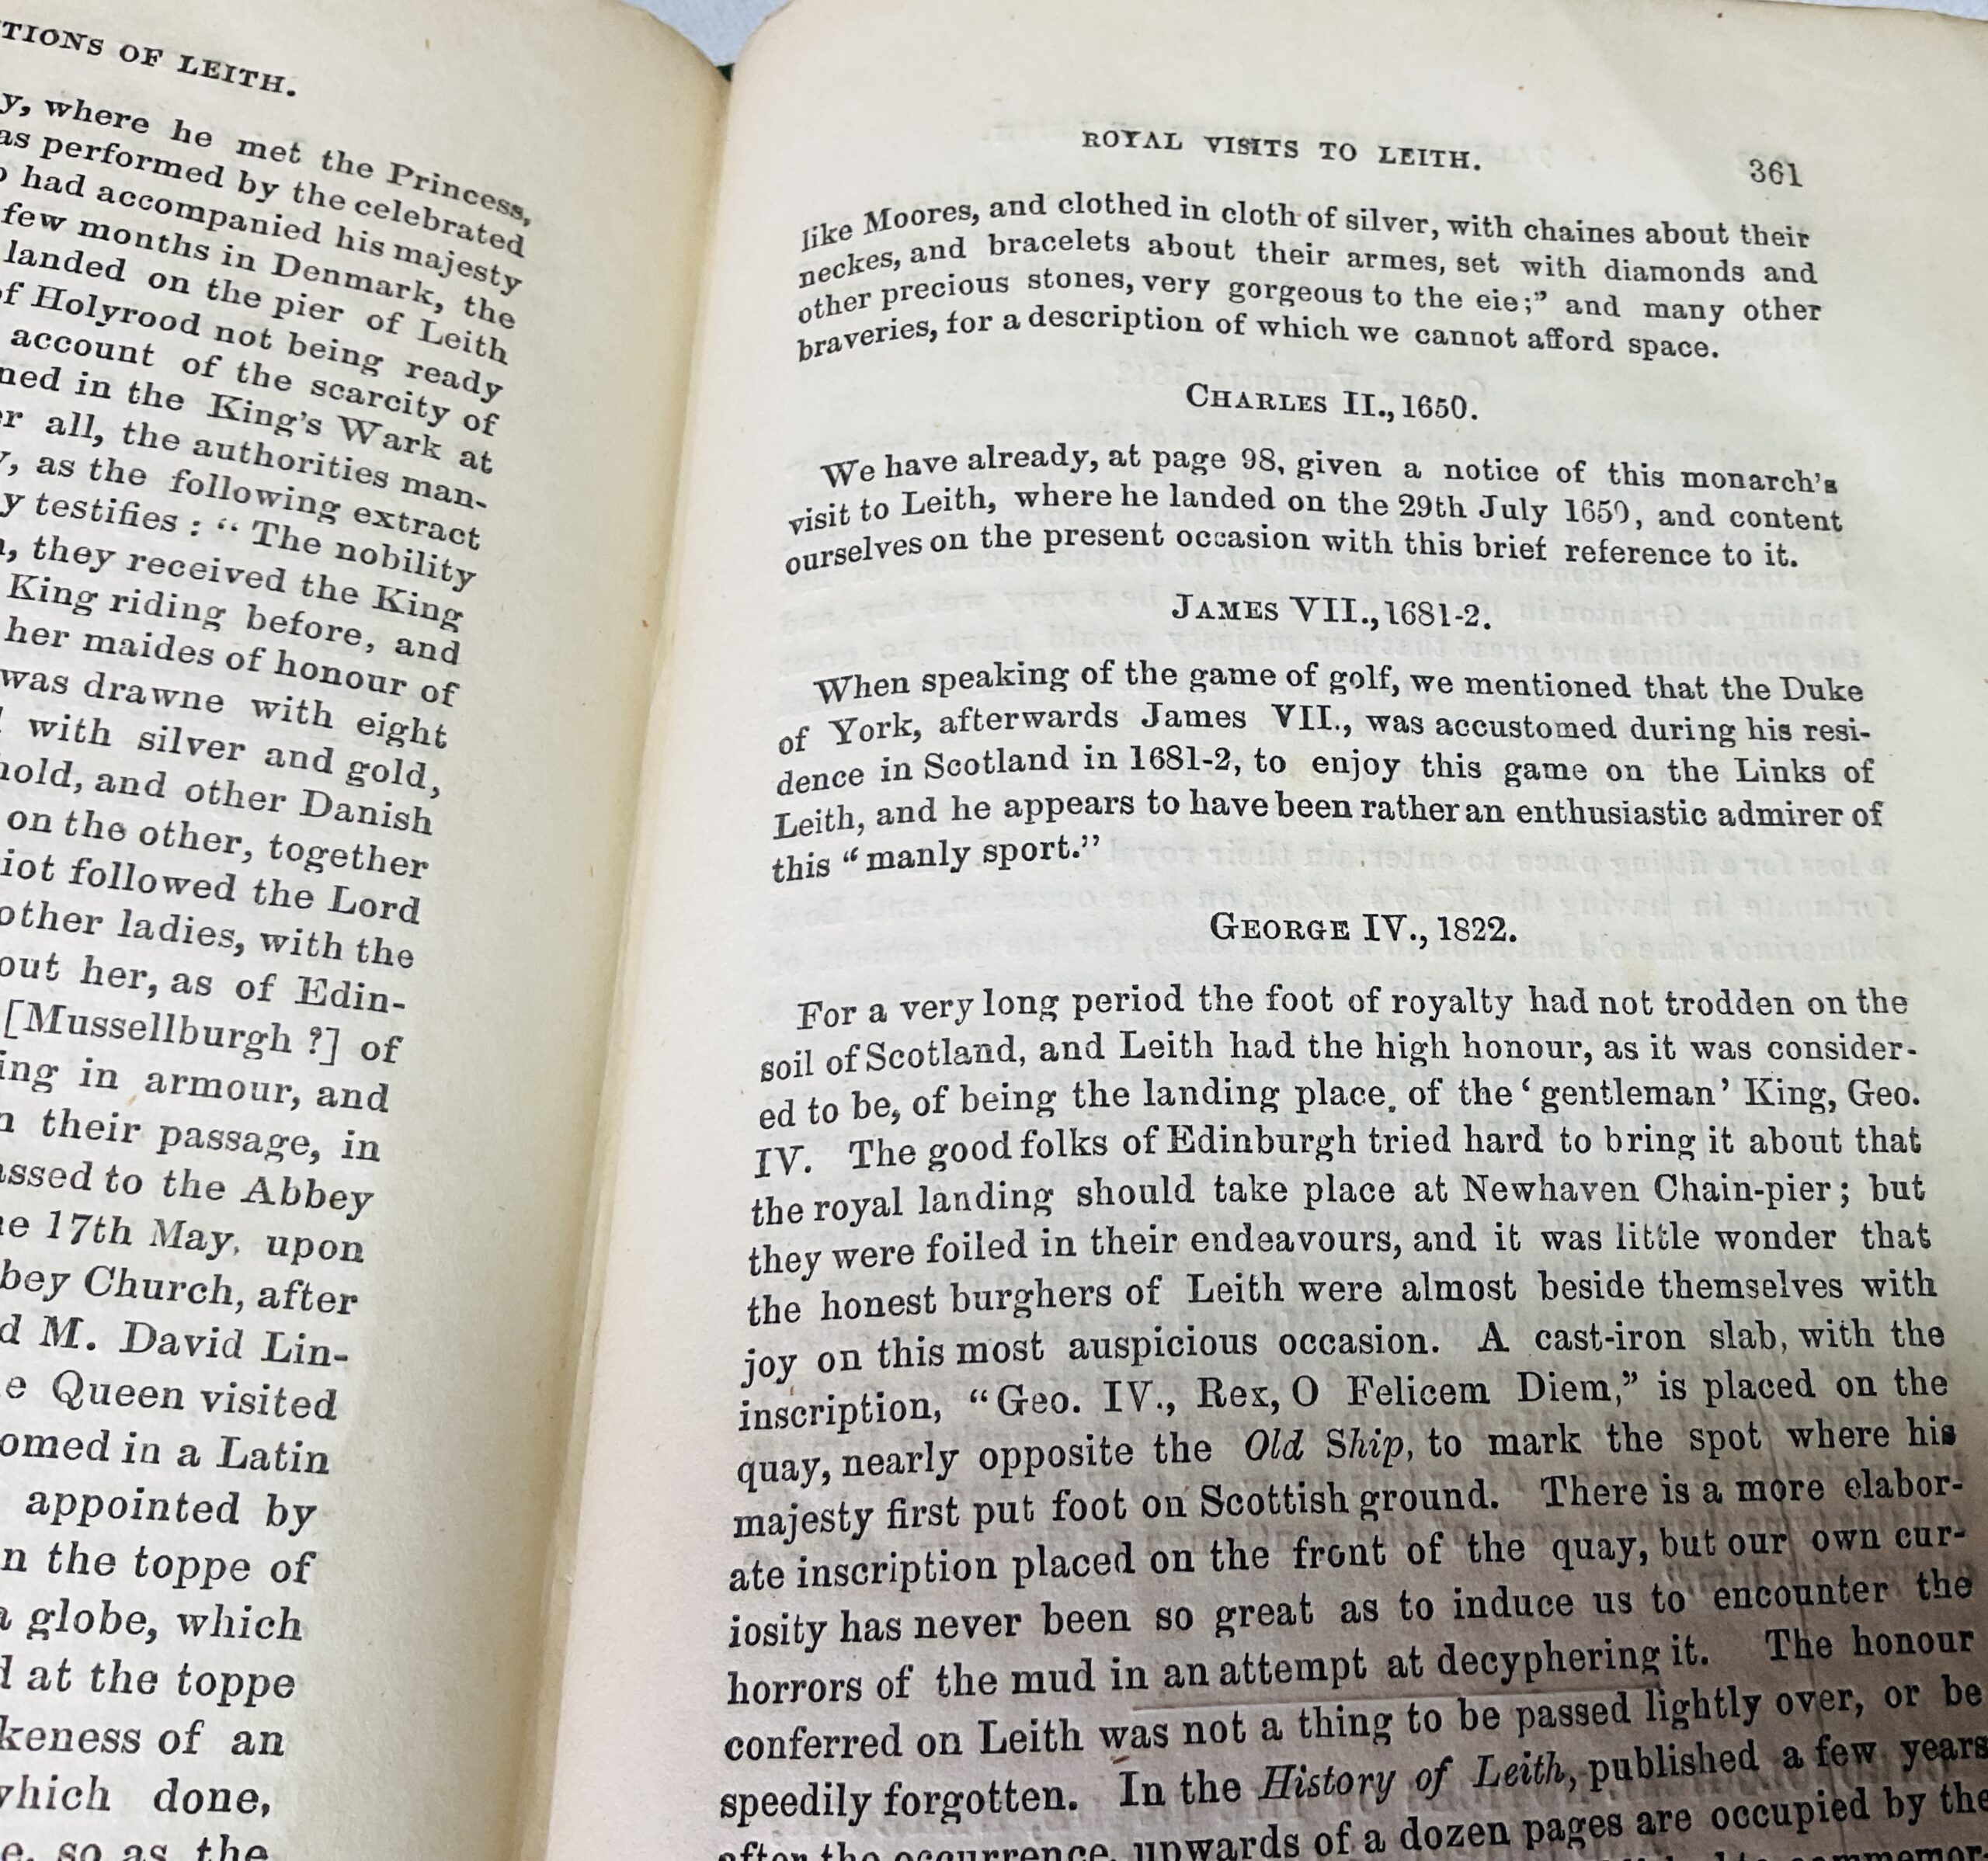 TIONS OF LEITH.
y, where he met the Princess,
as performed by the celebrated
had accompanied his majesty
few months in Denmark, the
landed on the pier of Leith
of Holyrood not being ready
account of the scarcity of
ned in the King's Wark at
er all, the authorities man-
y, as the following extract
y testifies: "The nobility
, they received the King
King riding before, and
her maides of honour of
was drawne with eight
with silver and gold,
hold, and other Danish
on the other, together
iot followed the Lord
other ladies, with the
out her, as of Edin-
[Mussellburgh ?] of
ing in armour, and
n their passage, in
assed to the Abbey
he 17th May, upon
bey Church, after
d M. David Lin-
e Queen visited
omed in a Latin
appointed by
n the toppe of
a globe, which
d at the toppe
keness of an
which done,
e, so as the
ROYAL VISITS TO LEITH. 361
like Moores, and clothed in cloth of silver, with chaines about their
neckes, and bracelets about their armes, set with diamonds and
other precious stones, very gorgeous to the eie;" and many other
braveries, for a description of which we cannot afford space.
CHARLES II., 1650.
We have already, at page 98, given a notice of this monarch's
visit to Leith, where he landed on the 29th July 1650, and content
ourselves on the present occasion with this brief reference to it.
JAMES VII., 1681-2.
When speaking of the game of golf, we mentioned that the Duke
of York, afterwards James VII., was accustomed during his resi-
dence in Scotland in 1681-2, to enjoy this game on the Links of
Leith, and he appears to have been rather an enthusiastic admirer of
this "manly sport."
GEORGE IV., 1822.
For a very long period the foot of royalty had not trodden on the
soil of Scotland, and Leith had the high honour, as it was consider-
ed to be, of being the landing place. of the 'gentleman' King, Geo.
IV. The good folks of Edinburgh tried hard to bring it about that
the royal landing should take place at Newhaven Chain-pier; but
they were foiled in their endeavours, and it was little wonder that
the honest burghers of Leith were almost beside themselves with
joy on this most auspicious occasion. A cast-iron slab, with the
inscription, "Geo. IV., Rex, O Felicem Diem," is placed on the
quay, nearly opposite the Old Ship, to mark the spot where his
majesty first put foot on Scottish ground. There is a more elabor-
ate inscription placed on the front of the quay, but our own cur-
iosity has never been so great as to induce us to encounter the
horrors of the mud in an attempt at decyphering it. The honour
conferred on Leith was not a thing to be passed lightly over, or be
speedily forgotten. In the History of Leith, published a few years
after the occurrence, upwards of a dozen pages are occupied by the